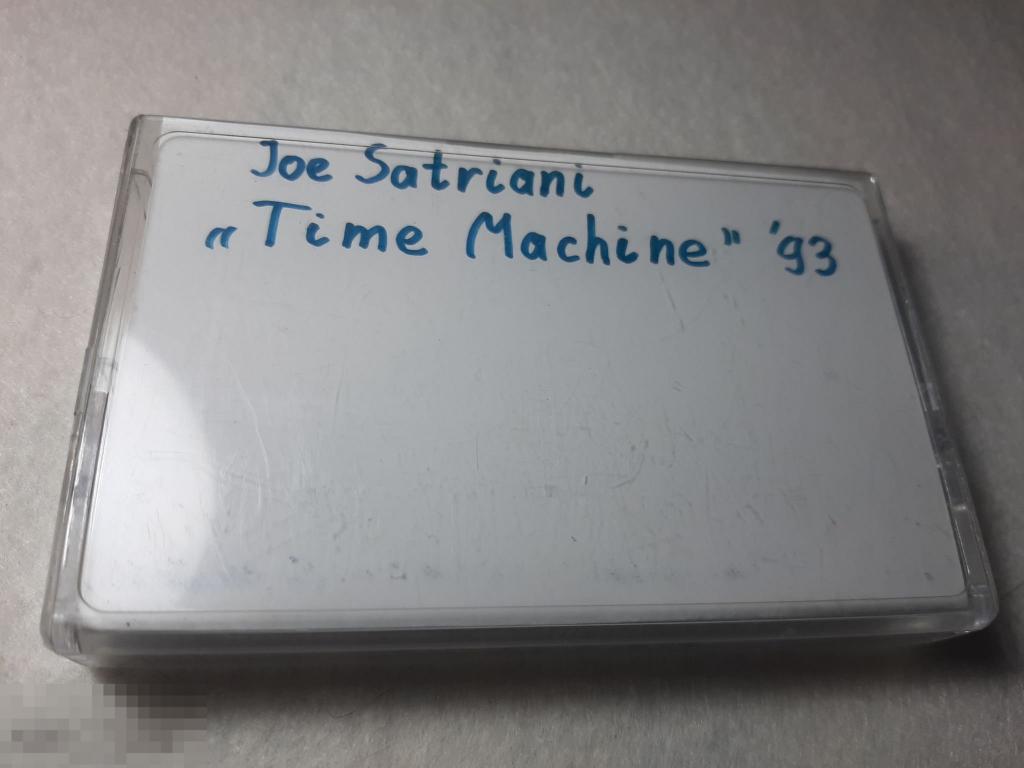 Joe Satriani
„Time Machine" '93